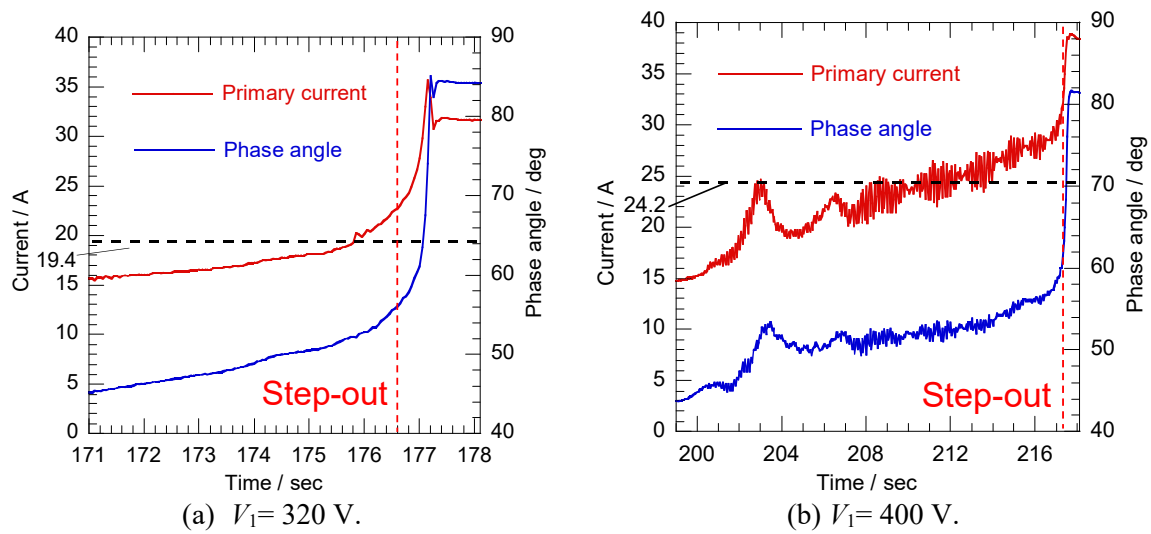 40
35
30
25
20
15
10
5
0
Current / A
19.4
Primary current
Phase angle
Step-out
90
80
70
60
50
40
Phase angle / deg
171 172 173 174 175 176 177 178
Time / sec
(a) V1= 320 V.
40
35
30
25
20
15
10
5
0
Current / A
24.2
Primary current
Phase angle
Step-out
90
80
70
60
50
40
Phase angle / deg
200 204 208 212 216
Time / sec
(b) V1= 400 V.